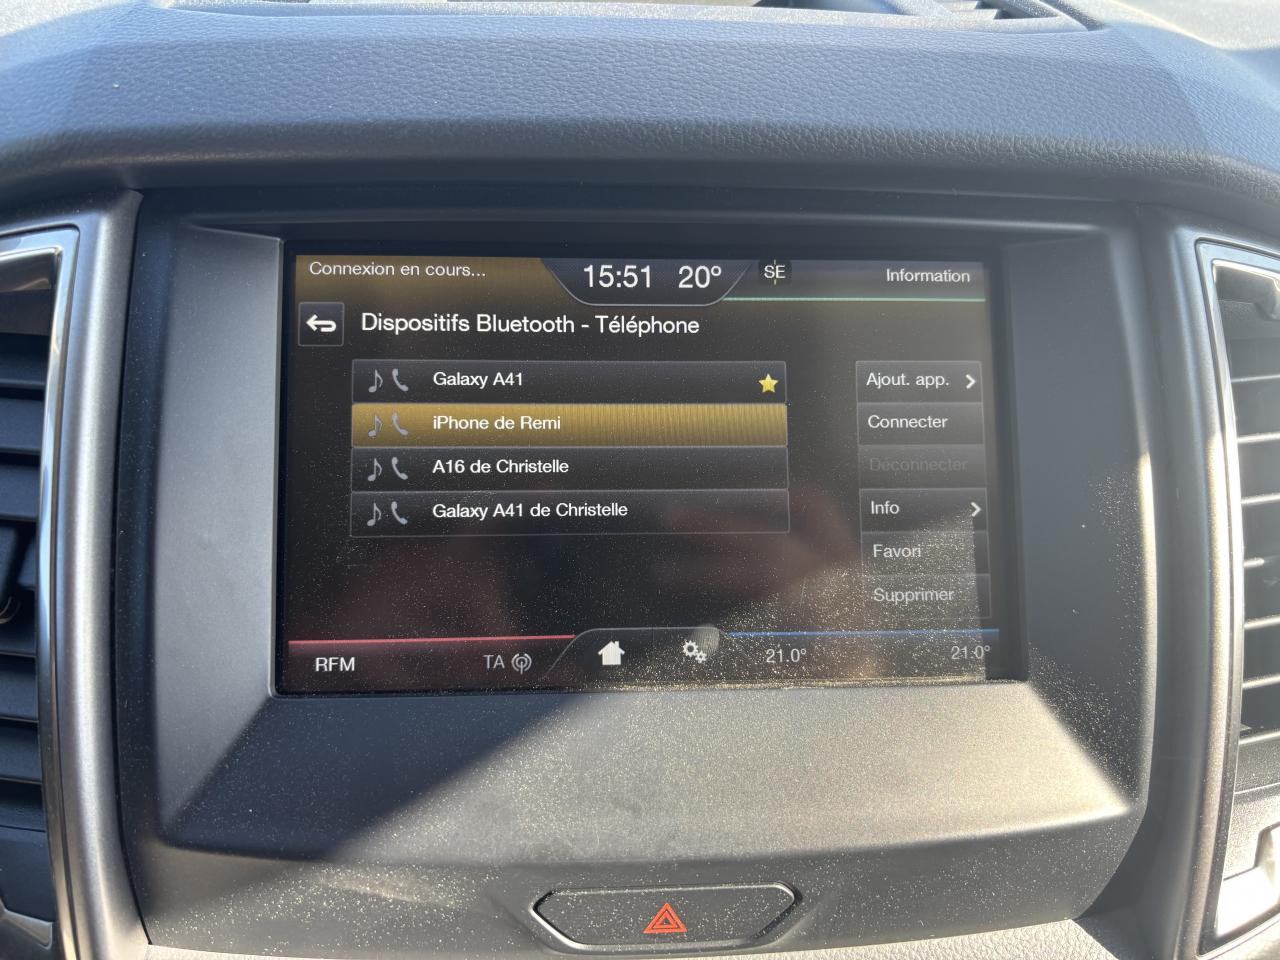 Connexion en cours...
15:51 20°
SE
Information
Dispositifs Bluetooth - Téléphone
Galaxy A41
Ajout. app.
iPhone de Remi
Connecter
A16 de Christelle
Déconnecter
Galaxy A41 de Christelle
Info
Favori
Supprimer
RFM
TA
21.0°
21.0°